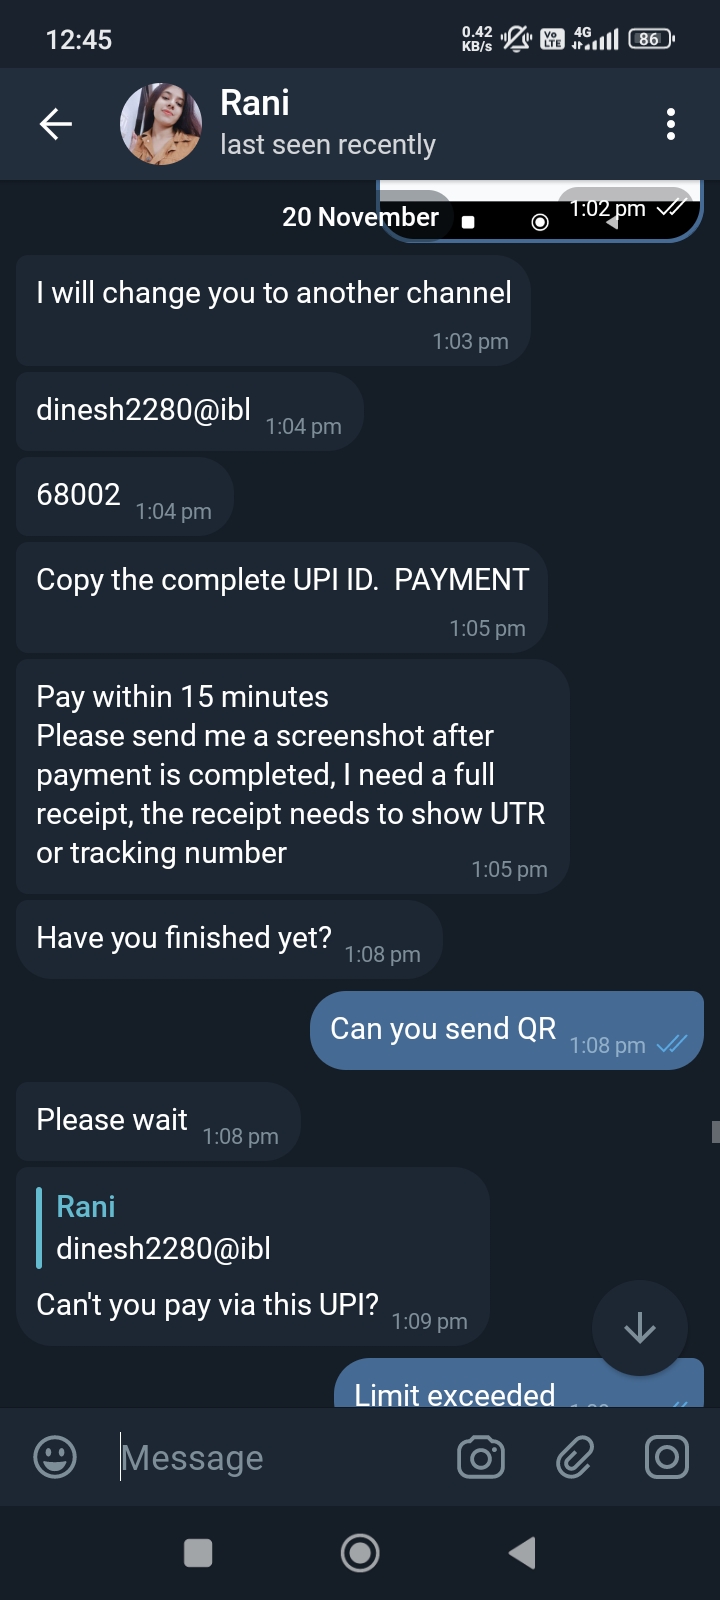 12:45
0.42
KB/s
Vo
LTE
4G
86
Rani
last seen recently
1:02 pm
20 November
I will change you to another channel
1:03 pm
dinesh2280@ibl 1:04 pm
68002 1:04 pm
Copy the complete UPI ID.  PAYMENT
1:05 pm
Pay within 15 minutes
Please send me a screenshot after
payment is completed, I need a full
receipt, the receipt needs to show UTR
or tracking number 1:05 pm
Have you finished yet? 1:08 pm
Can you send QR 1:08 pm
Please wait 1:08 pm
Rani
dinesh2280@ibl
Can't you pay via this UPI? 1:09 pm
Limit exceeded
Message